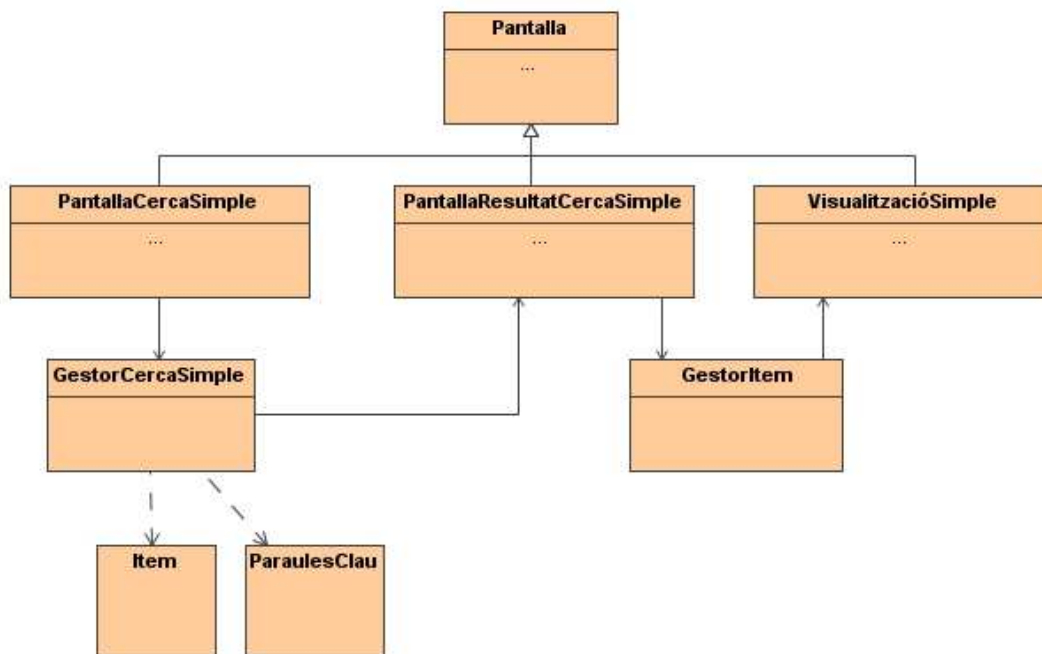 Pantalla
...
PantallaCercaSimple
...
PantallaResultatCercaSimple
...
VisualitzacióSimple
...
GestorCercaSimple
GestorItem
Item
ParaulesClau